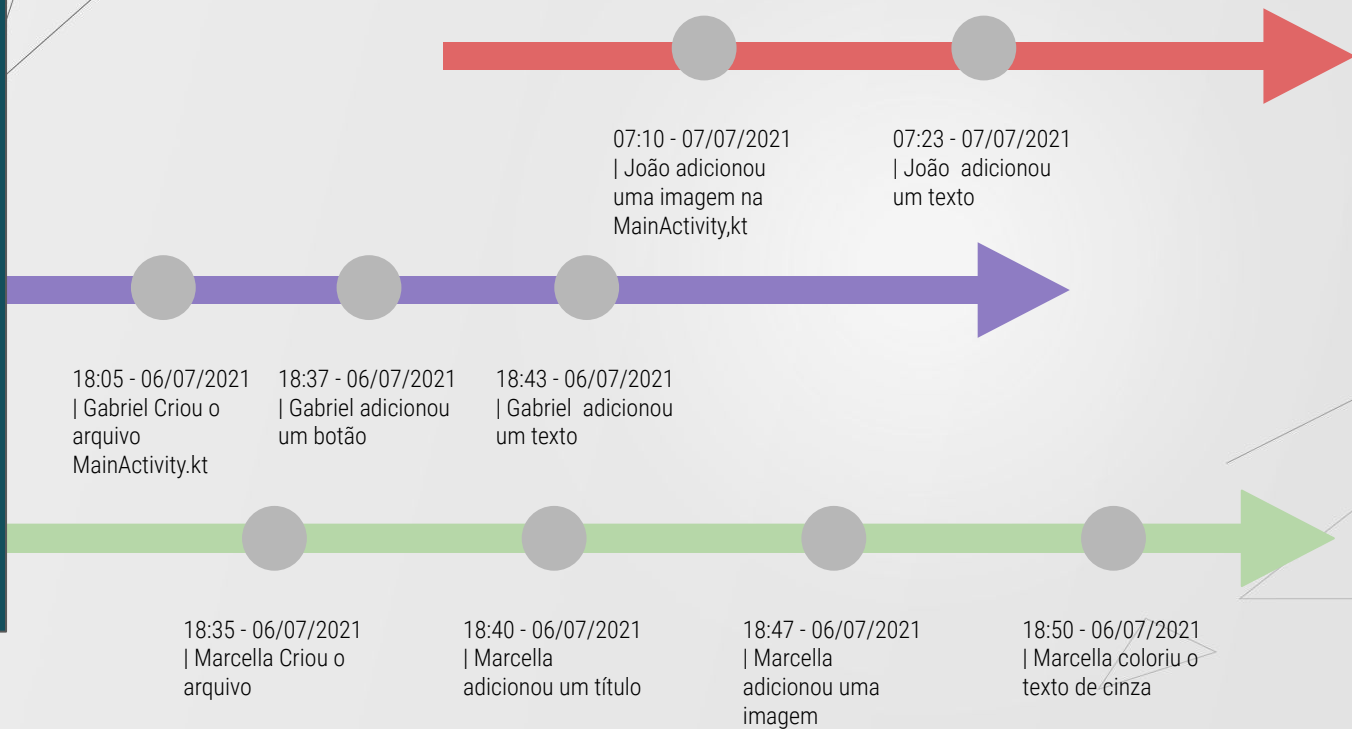 07:10 - 07/07/2021
| João adicionou
uma imagem na
MainActivity,kt
07:23 - 07/07/2021
| João  adicionou
um texto
18:05 - 06/07/2021
| Gabriel Criou o
arquivo
MainActivity.kt
18:37 - 06/07/2021
| Gabriel adicionou
um botão
18:43 - 06/07/2021
| Gabriel  adicionou
um texto
18:35 - 06/07/2021
| Marcella Criou o
arquivo
18:40 - 06/07/2021
| Marcella
adicionou um título
18:47 - 06/07/2021
| Marcella
adicionou uma
imagem
18:50 - 06/07/2021
| Marcella coloriu o
texto de cinza